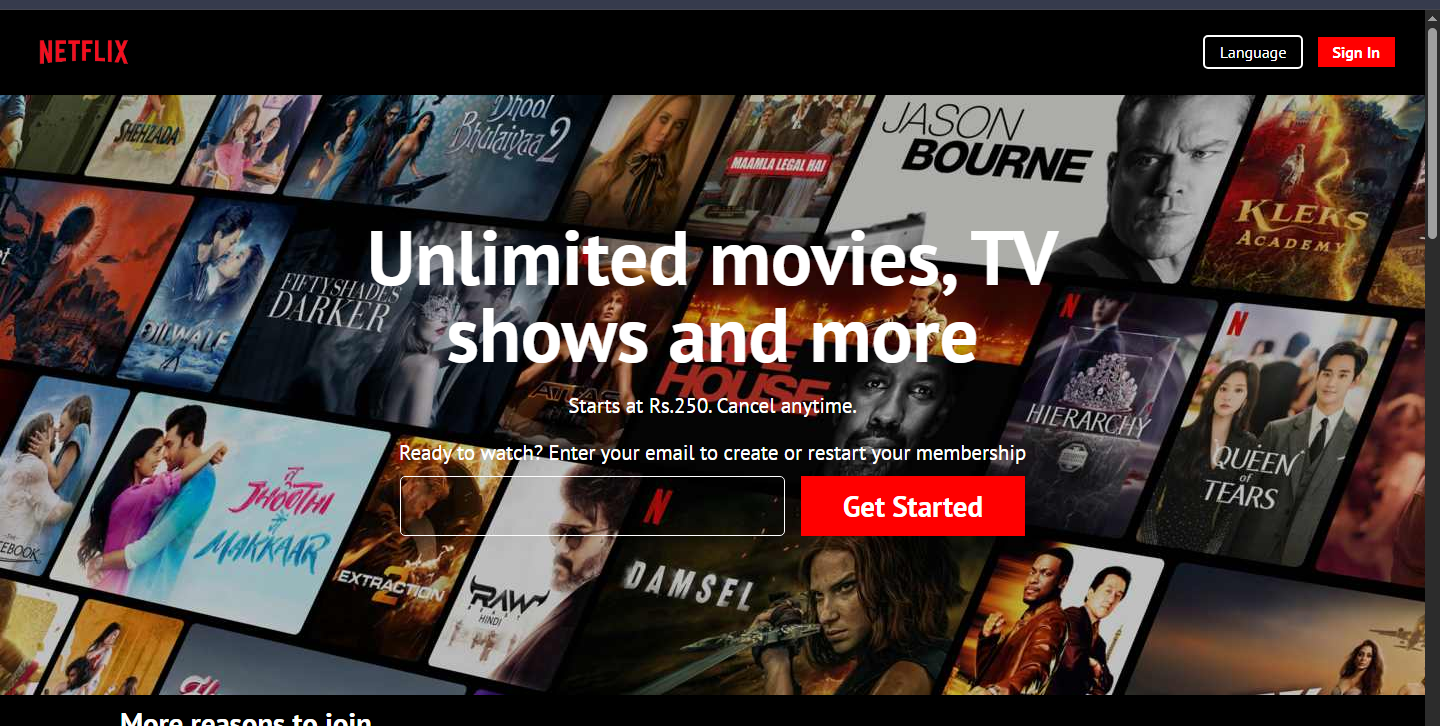 NETFLIX
Language
Sign In
SHEHZADA
Bhool
Bhulaiyaa 2
MAAMLA LEGAL HAI
JASON
BOURNE
KLEKS
ACADEMY
Unlimited movies, TV
shows and more
FIFTY SHADES
DARKER
DILWALE
ATLAS
HOUSE
Starts at Rs.250. Cancel anytime.
HIERARCHY
Ready to watch? Enter your email to create or restart your membership
QUEEN
of
TEARS
Get Started
तू
JHOOTHI
मैं
MAKKAAR
EXTRACTION
2
RAW
BEAST
HINDI
N
DAMSEL
More reasons to join